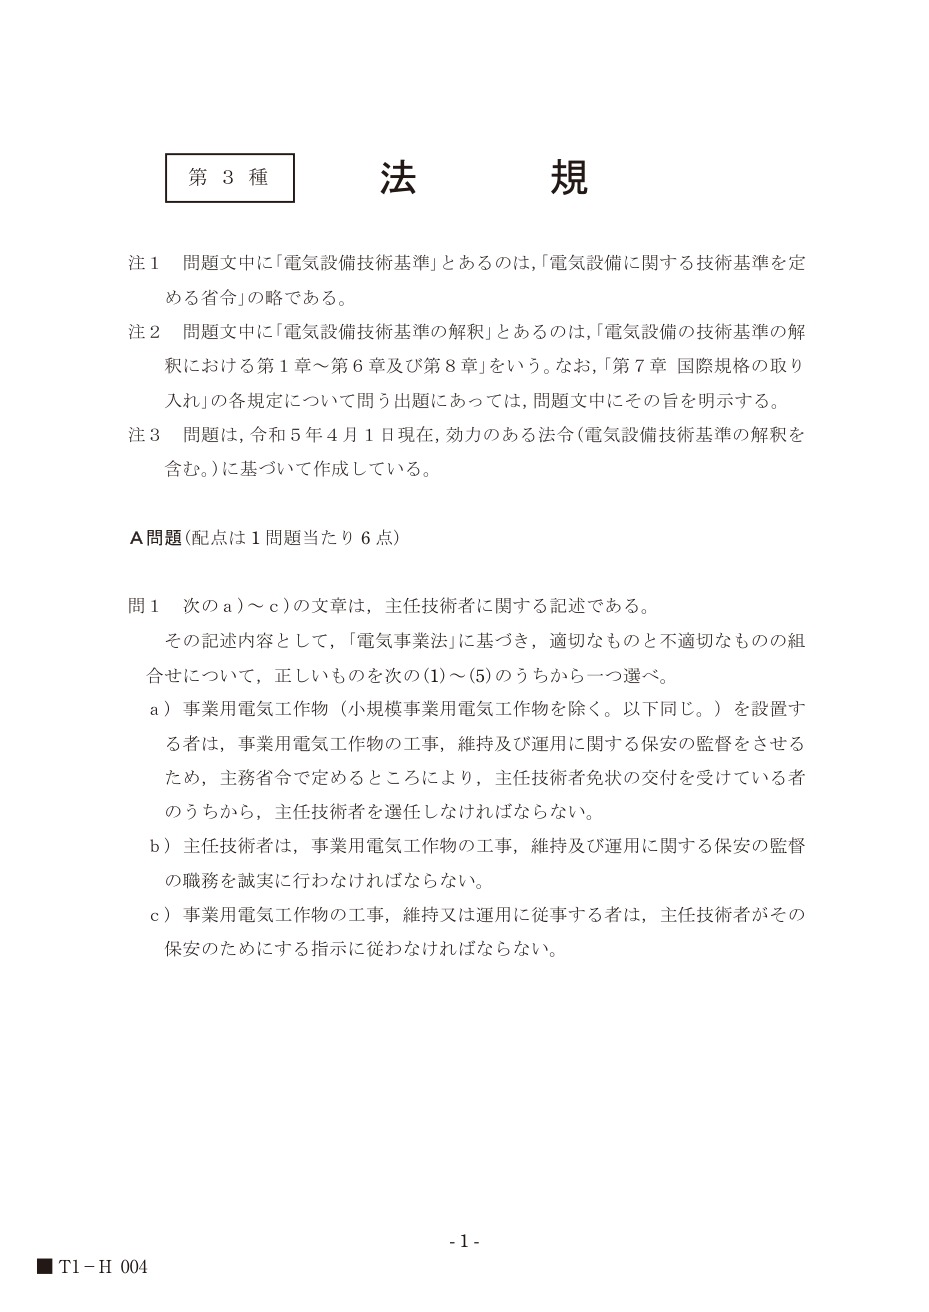 第 3 種
法規
注１　問題文中に「電気設備技術基準」とあるのは，「電気設備に関する技術基準を定
める省令」の略である。
注２　問題文中に「電気設備技術基準の解釈」とあるのは，「電気設備の技術基準の解
釈における第１章～第６章及び第８章」をいう。なお，「第７章 国際規格の取り
入れ」の各規定について問う出題にあっては，問題文中にその旨を明示する。
注３　問題は，令和５年４月１日現在，効力のある法令（電気設備技術基準の解釈を
含む。）に基づいて作成している。
Ａ問題（配点は 1 問題当たり 6 点）
問１　次のａ）～ｃ）の文章は，主任技術者に関する記述である。
その記述内容として，「電気事業法」に基づき，適切なものと不適切なものの組
合せについて，正しいものを次の(1)～(5)のうちから一つ選べ。
ａ）事業用電気工作物（小規模事業用電気工作物を除く。以下同じ。）を設置す
る者は，事業用電気工作物の工事，維持及び運用に関する保安の監督をさせる
ため，主務省令で定めるところにより，主任技術者免状の交付を受けている者
のうちから，主任技術者を選任しなければならない。
ｂ）主任技術者は，事業用電気工作物の工事，維持及び運用に関する保安の監督
の職務を誠実に行わなければならない。
ｃ）事業用電気工作物の工事，維持又は運用に従事する者は，主任技術者がその
保安のためにする指示に従わなければならない。
- 1 -
■ T1－H 004